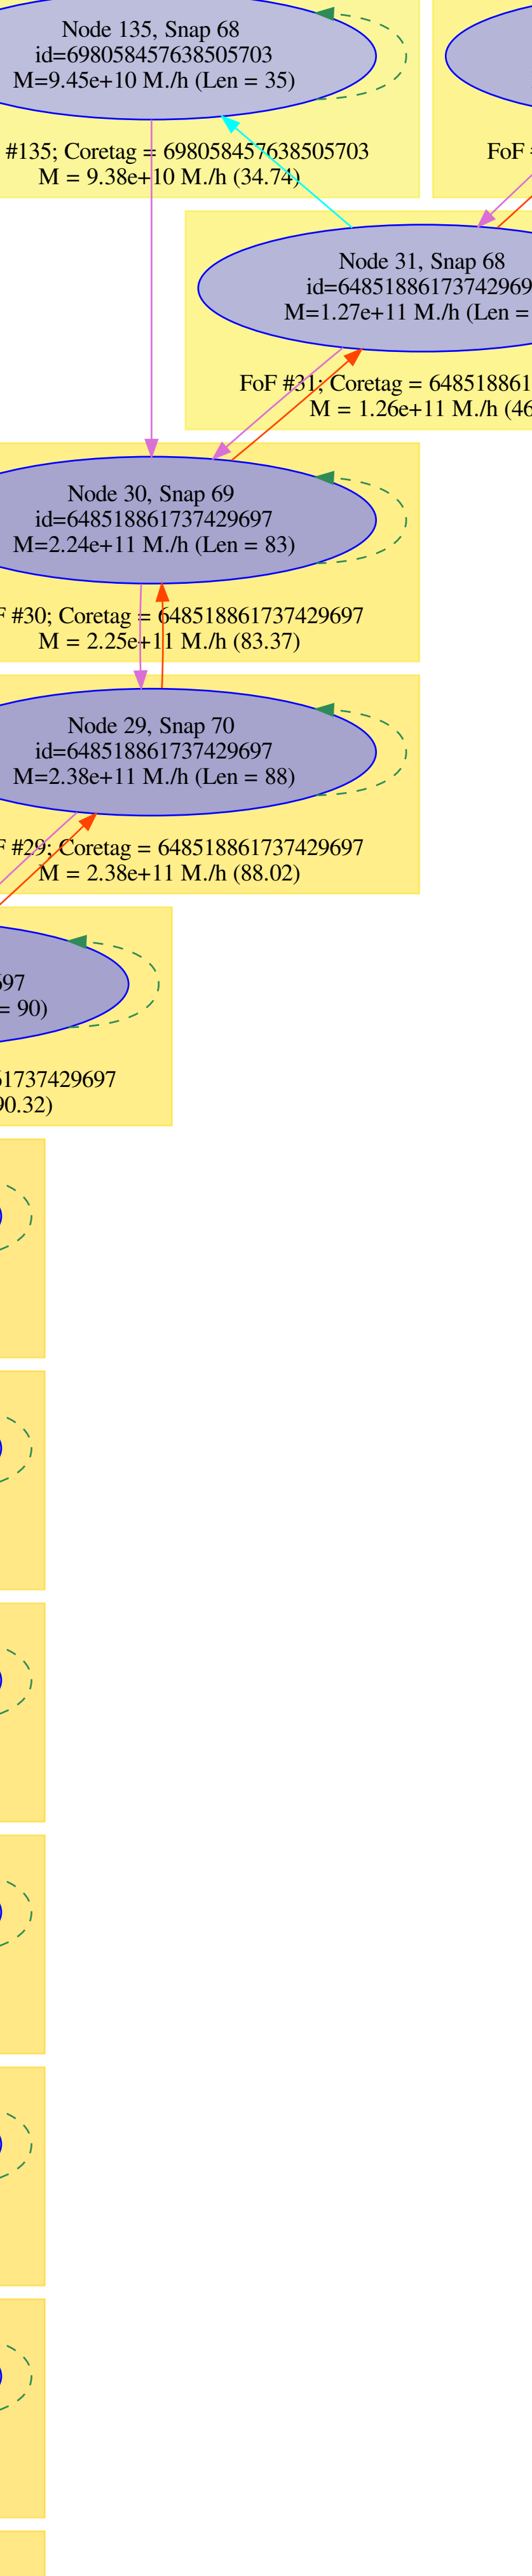 Node 135, Snap 68
id=698058457638505703
M=9.45e+10 M./h (Len = 35)
#135; Coretag = 698058457638505703
M = 9.38e+10 M./h (34.74)
FoF
Node 31, Snap 68
id=64851886173742969
M=1.27e+11 M./h (Len =
FoF #31; Coretag = 648518861
M = 1.26e+11 M./h (46
Node 30, Snap 69
id=648518861737429697
M=2.24e+11 M./h (Len = 83)
F #30; Coretag = 648518861737429697
M = 2.25e+11 M./h (83.37)
Node 29, Snap 70
id=648518861737429697
M=2.38e+11 M./h (Len = 88)
F #29; Coretag = 648518861737429697
M = 2.38e+11 M./h (88.02)
697
= 90)
61737429697
90.32)